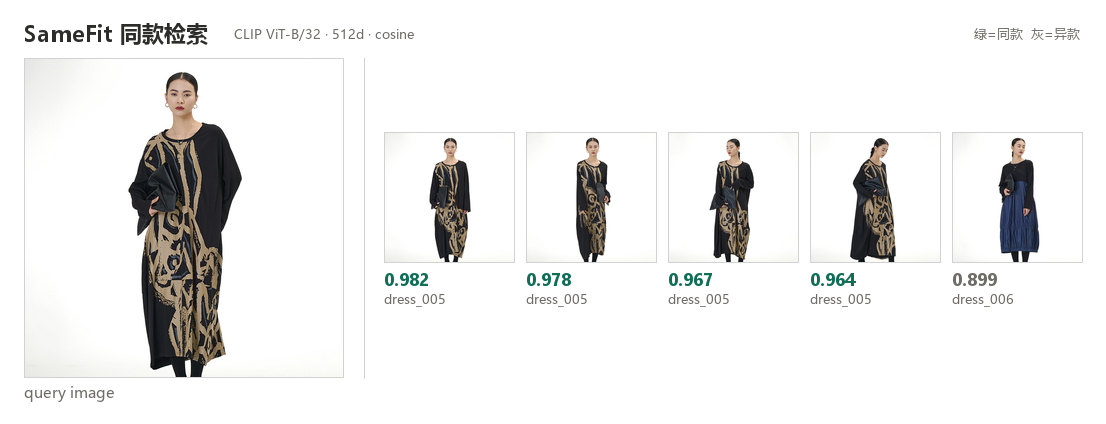 SameFit 同款检索
CLIP ViT-B/32 · 512d · cosine
绿=同款 灰=异款
0.982
dress_005
0.978
dress_005
0.967
dress_005
0.964
dress_005
0.899
dress_006
query image